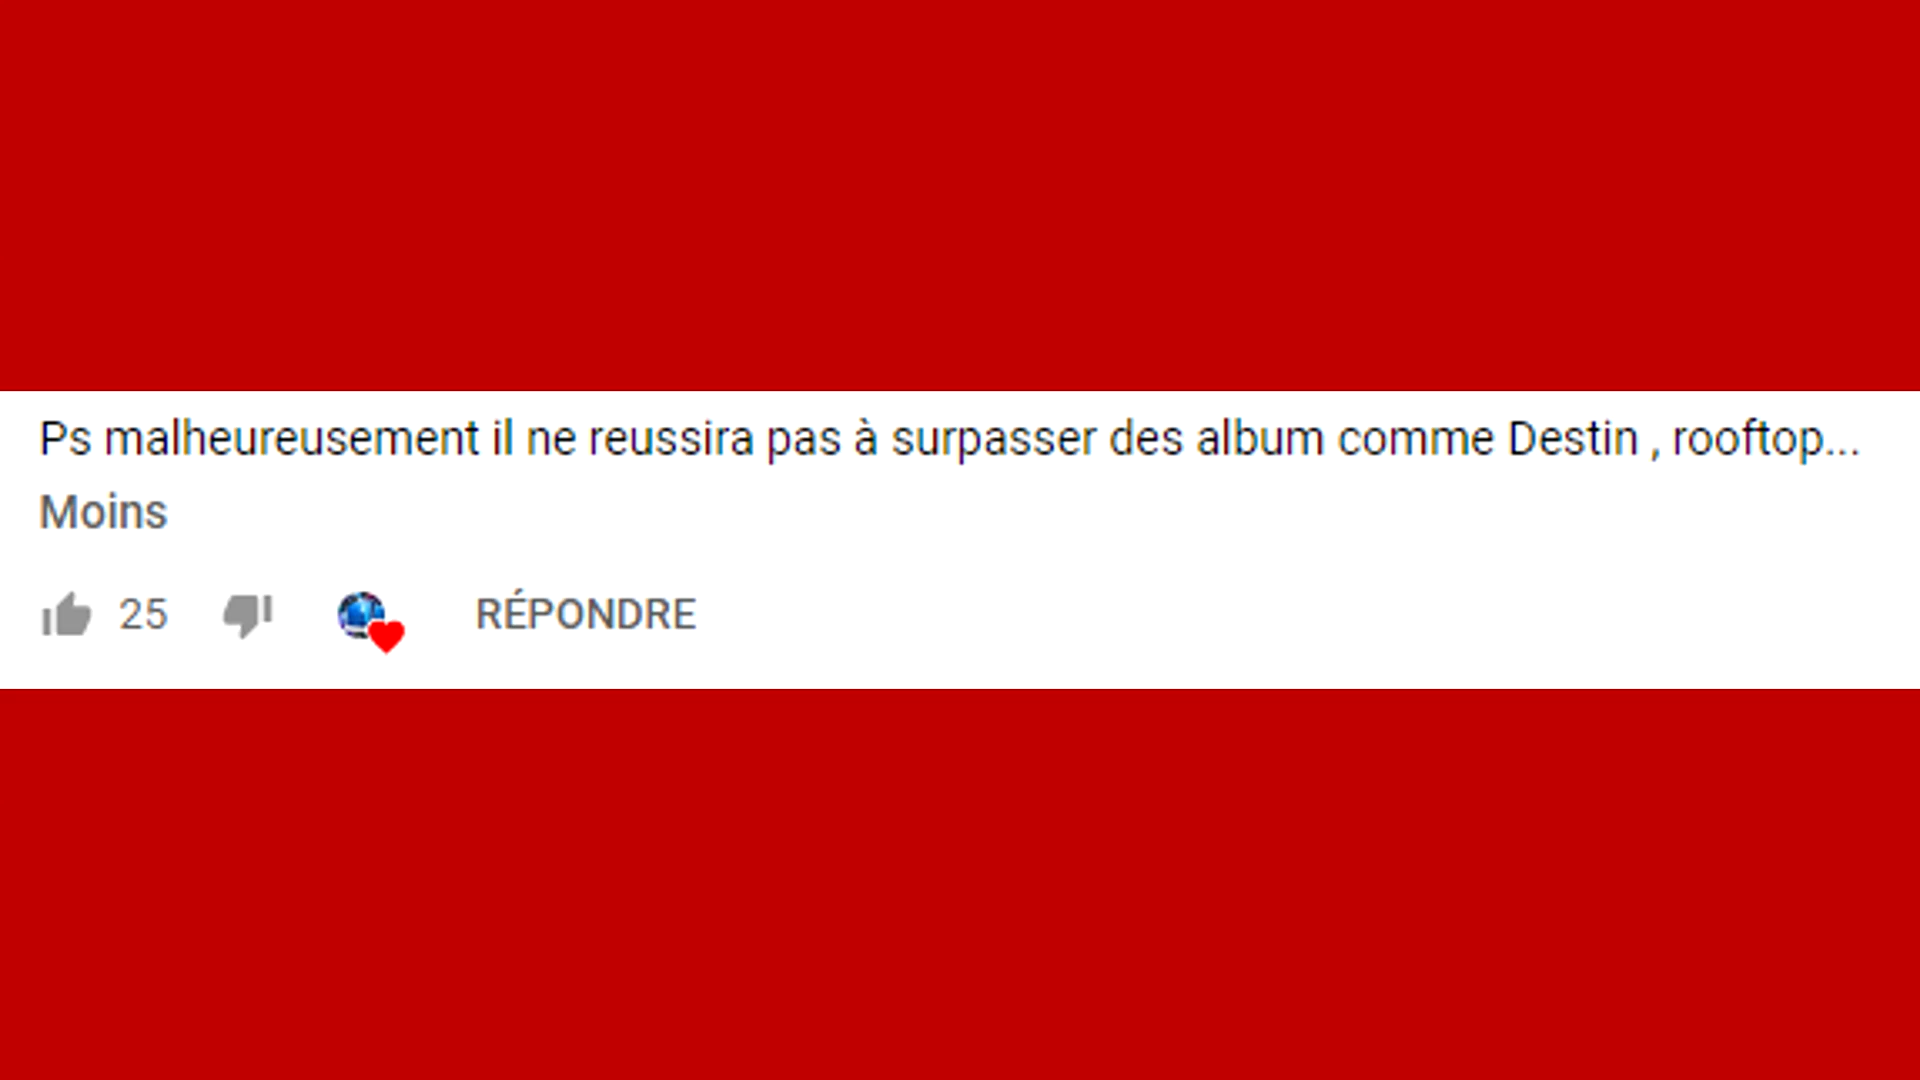 Ps malheureusement il ne reussira pas à surpasser des album comme Destin , rooftop...
Moins
25 RÉPONDRE